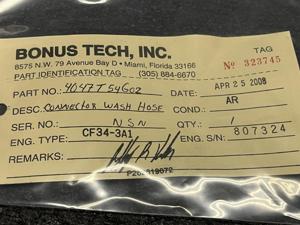 BONUS TECH, INC.
8575 N.W. 79 Avenue Bay D • Miami, Florida 33166
TAG
PART IDENTIFICATION TAG (305) 884-6670
Nº 323745
PART NO.: 4047T54G02
DATE: APR 25 2008
DESC.: CONNECTOR WASH HOSE
COND.: AR
SER. NO.: NSN
QTY.: 1
ENG. TYPE: CF34-3A1
ENG. S/N: 807324
REMARKS: